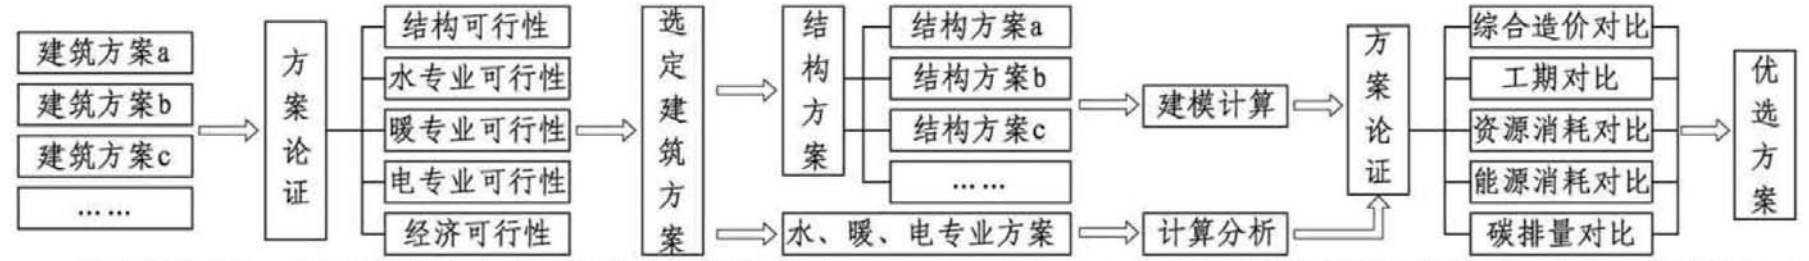 建筑方案a
建筑方案b
建筑方案c
……
方案论证
结构可行性
水专业可行性
暖专业可行性
电专业可行性
经济可行性
选定建筑方案
结构方案
结构方案a
结构方案b
结构方案c
……
水、暖、电专业方案
建模计算
计算分析
方案论证
综合造价对比
工期对比
资源消耗对比
能源消耗对比
碳排量对比
优选方案